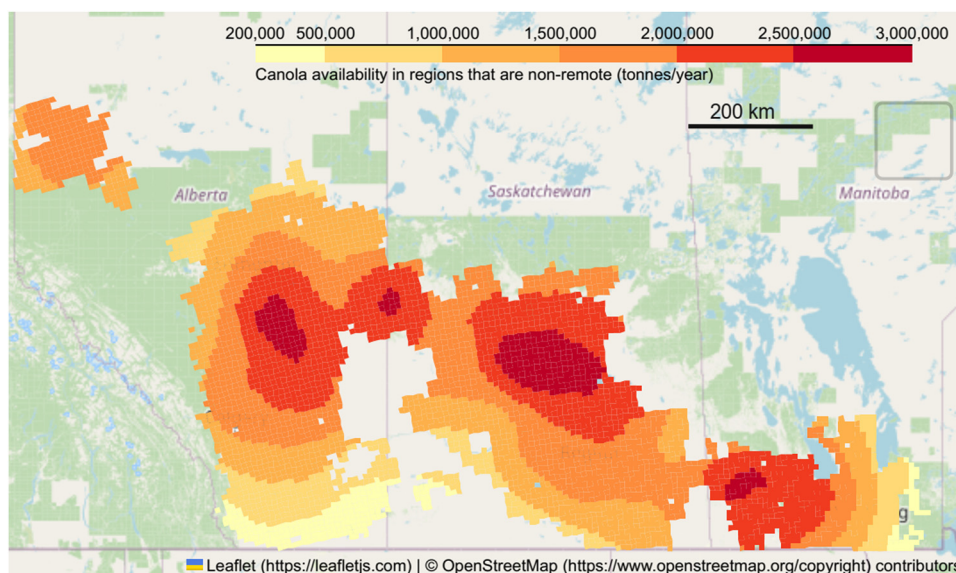 200,000 500,000 1,000,000 1,500,000 2,000,000 2,500,000 3,000,000
Canola availability in regions that are non-remote (tonnes/year)
200 km
Alberta
Saskatchewan
Manitoba
g
Leaflet (https://leafletjs.com) | © OpenStreetMap (https://www.openstreetmap.org/copyright) contributors